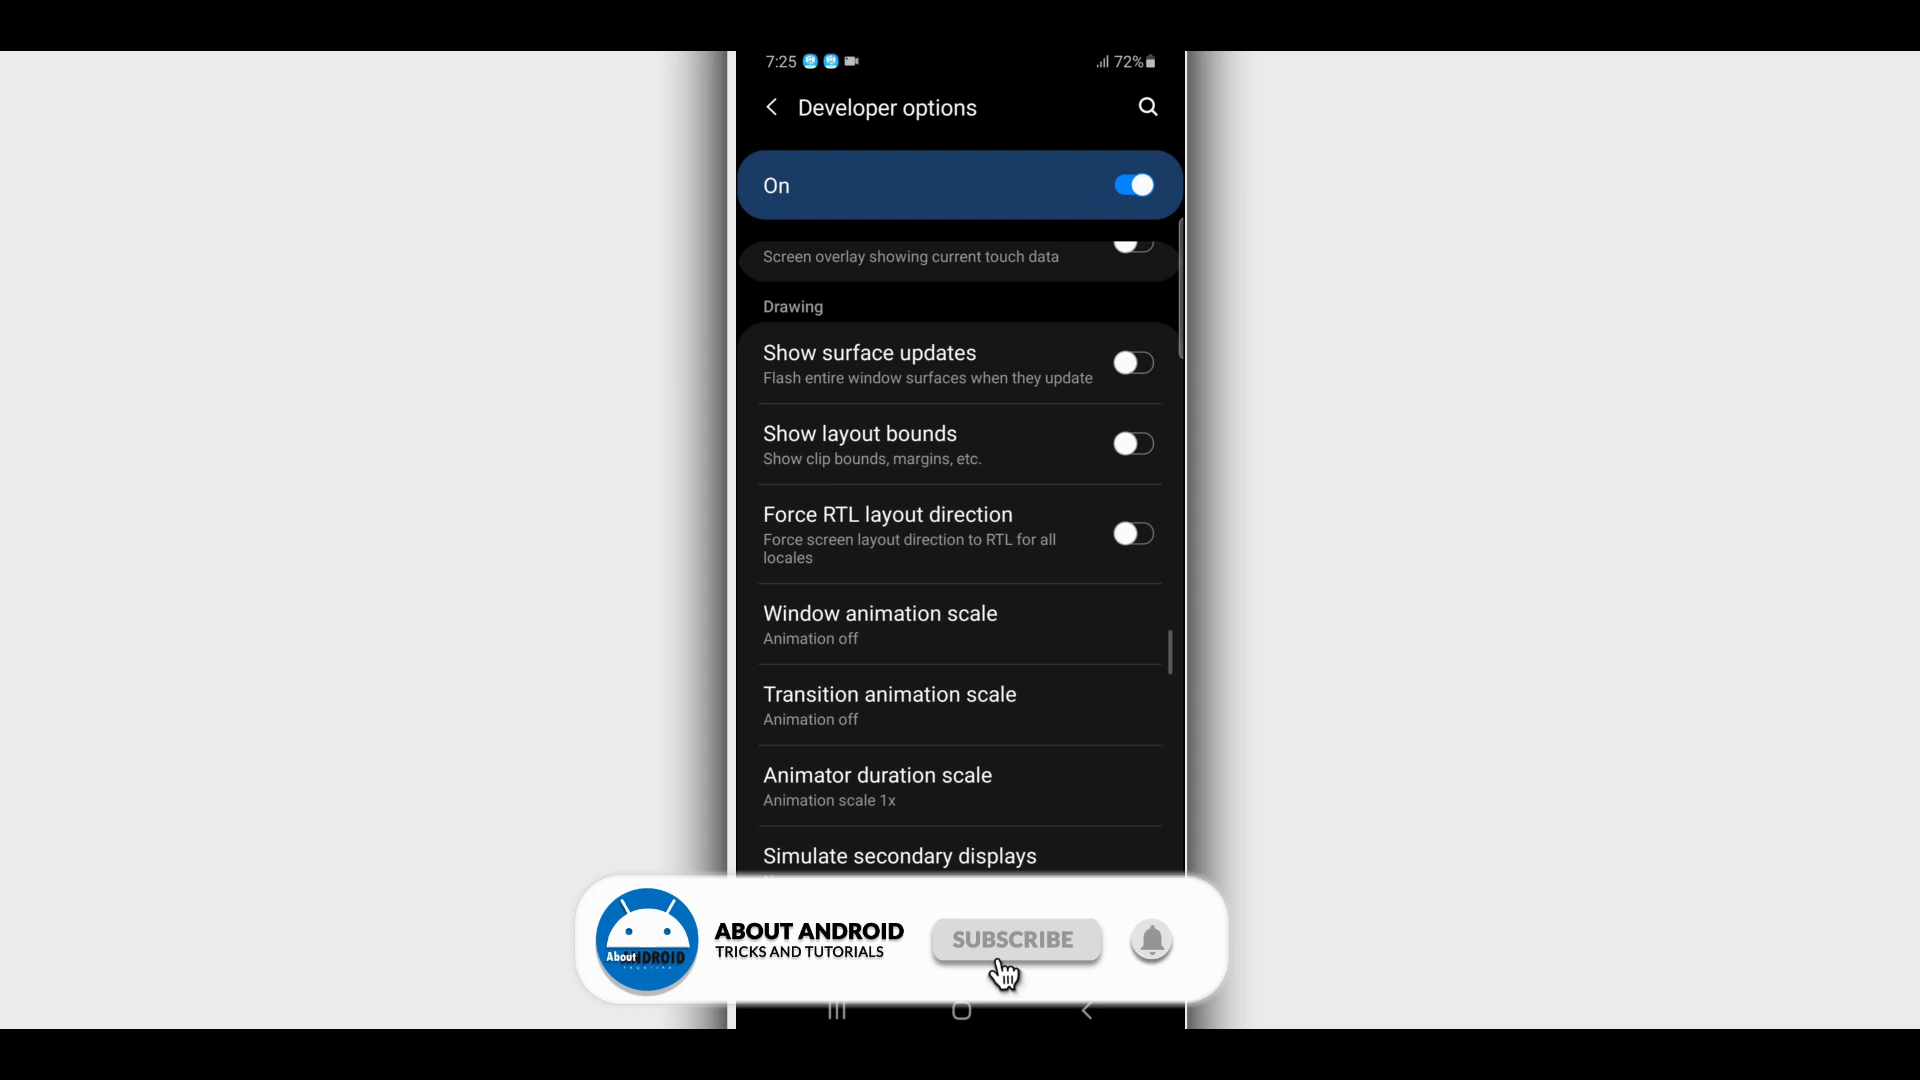 7:25
72%
Developer options
On
Screen overlay showing current touch data
Drawing
Show surface updates
Flash entire window surfaces when they update
Show layout bounds
Show clip bounds, margins, etc.
Force RTL layout direction
Force screen layout direction to RTL for all
locales
Window animation scale
Animation off
Transition animation scale
Animation off
Animator duration scale
Animation scale 1x
Simulate secondary displays
ABOUT ANDROID
TRICKS AND TUTORIALS
SUBSCRIBE
About ANDROID